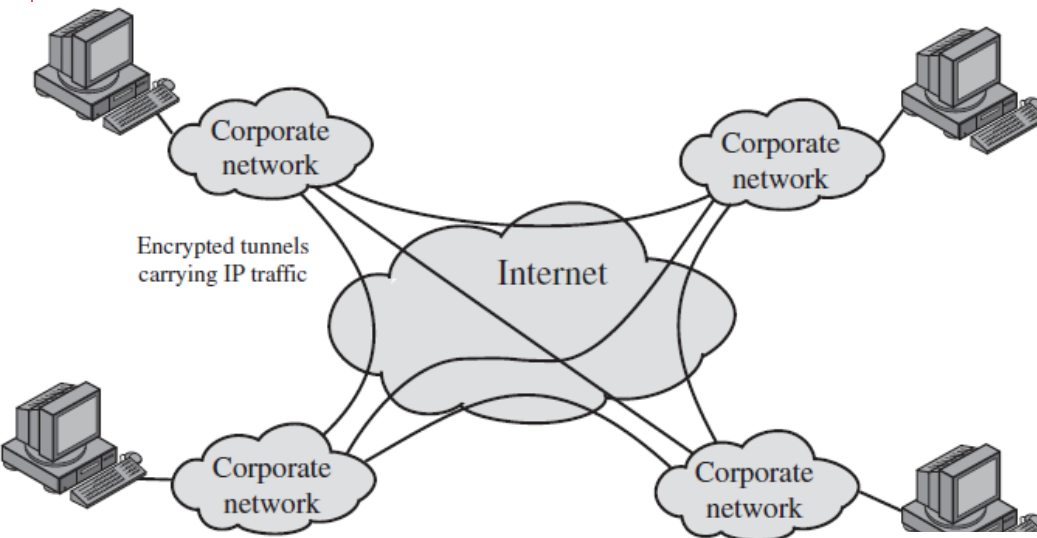 Corporate
network
Corporate
network
Encrypted tunnels
carrying IP traffic
Internet
Corporate
network
Corporate
network